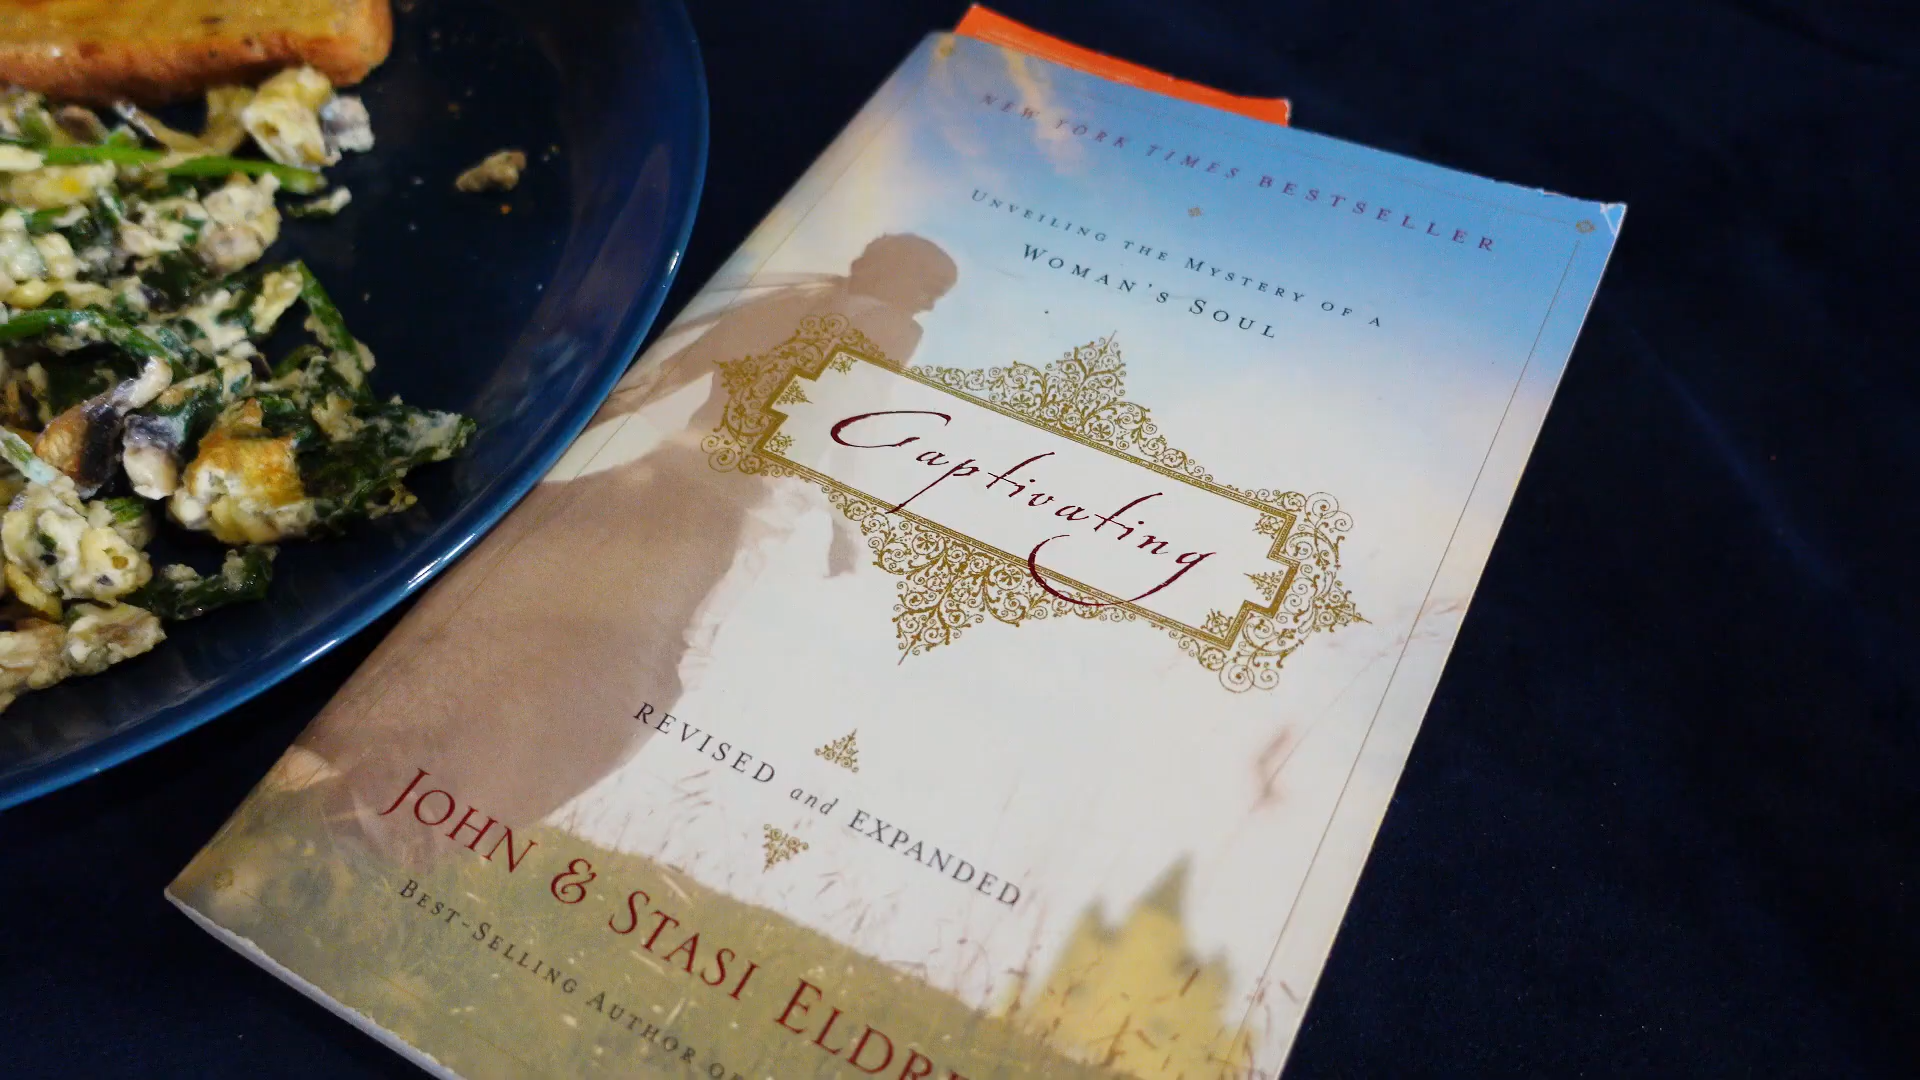 NEW YORK TIMES BESTSELLER
UNVEILING THE MYSTERY OF A
WOMAN'S SOUL
Captivating
REVISED and EXPANDED
JOHN & STASI ELDR
BEST-SELLING AUTHOR OF